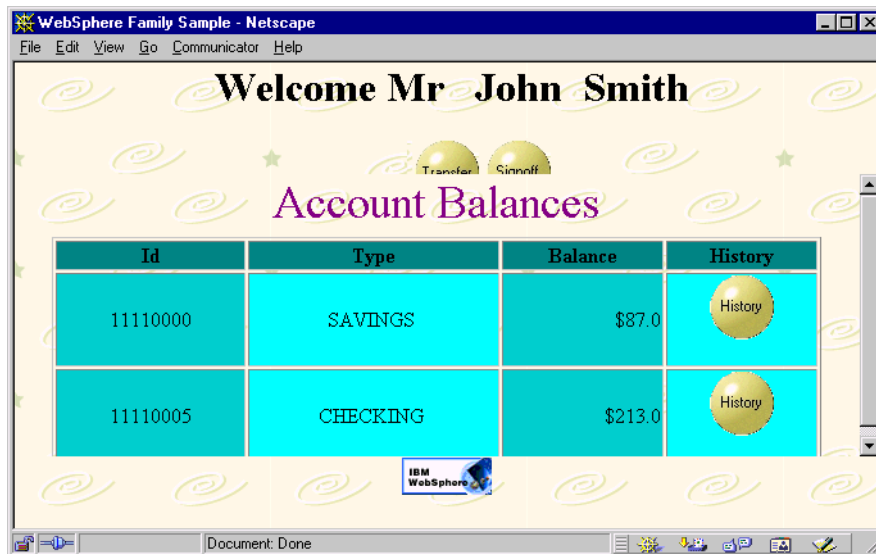 WebSphere Family Sample - Netscape
File Edit View Go Communicator Help
Welcome Mr John Smith
Transfer Signoff
Account Balances
Id Type Balance History
11110000 SAVINGS $87.0 History
11110005 CHECKING $213.0 History
IBM
WebSphere
Document: Done